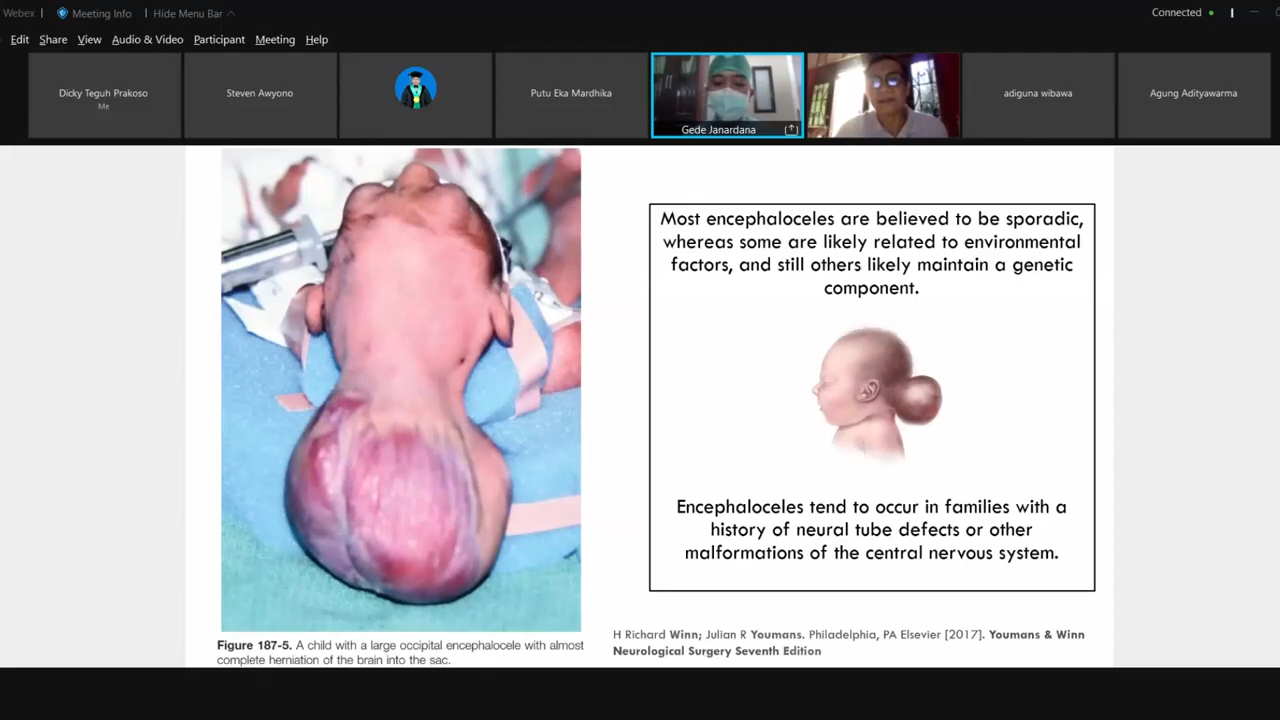 Webex
Meeting Info
Hide Menu Bar
Connected
Edit Share View Audio & Video Participant Meeting Help
Dicky Teguh Prakoso
Me
Steven Awyono
Putu Eka Mardhika
Gede Janardana
adiguna wibawa
Agung Adityawarma
Most encephaloceles are believed to be sporadic,
whereas some are likely related to environmental
factors, and still others likely maintain a genetic
component.
Encephaloceles tend to occur in families with a
history of neural tube defects or other
malformations of the central nervous system.
Figure 187-5. A child with a large occipital encephalocele with almost
complete herniation of the brain into the sac.
H Richard Winn; Julian R Youmans. Philadelphia, PA Elsevier [2017]. Youmans & Winn
Neurological Surgery Seventh Edition